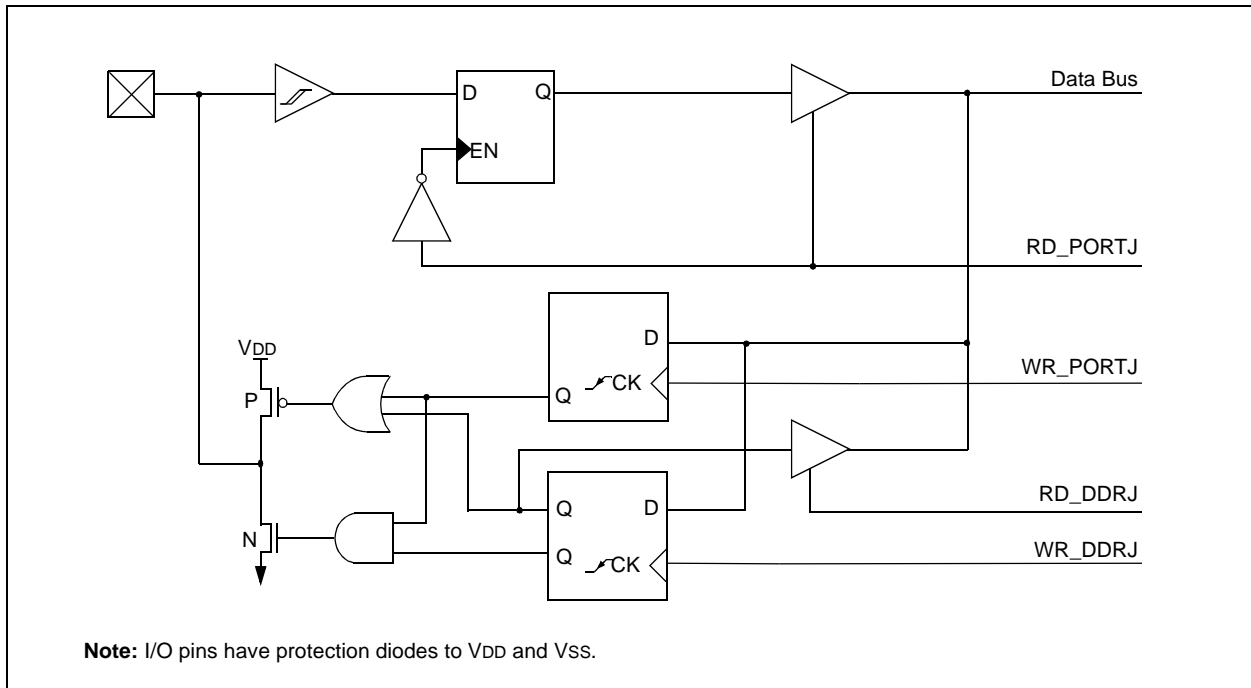 Data Bus
D
Q
EN
RD_PORTJ
D
VDD
WR_PORTJ
CK
Q
P
RD_DDRJ
Q
D
N
WR_DDRJ
Q
CK
Note: I/O pins have protection diodes to VDD and VSS.